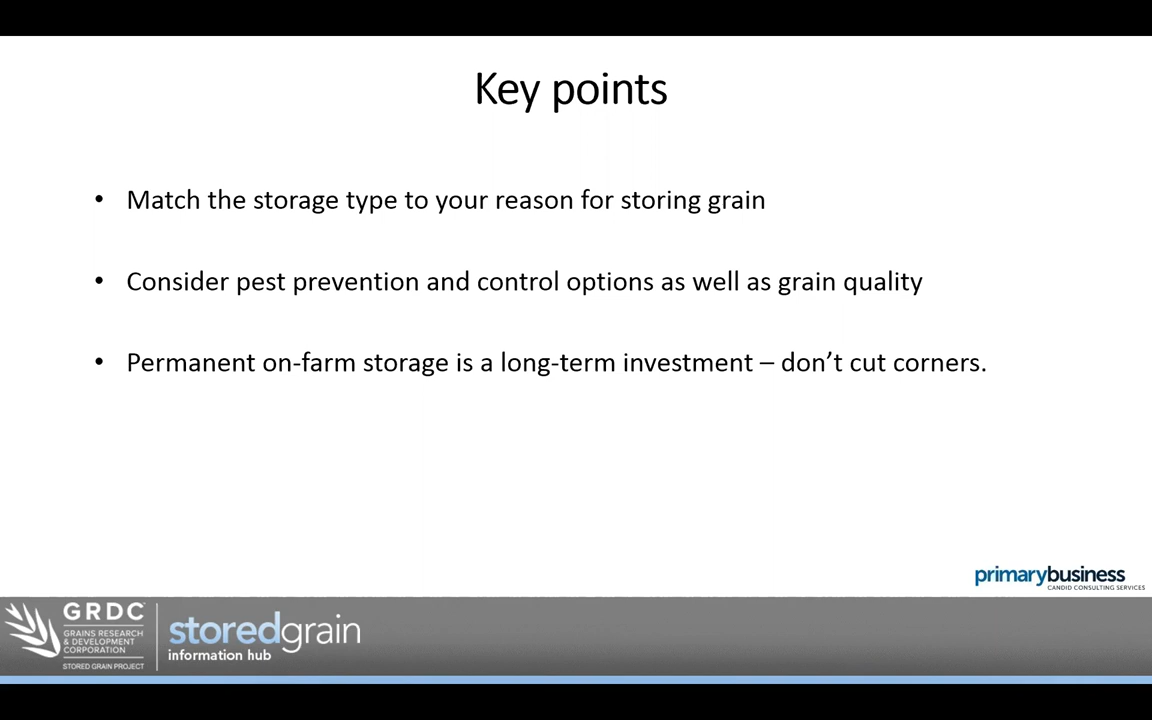 Key points
• Match the storage type to your reason for storing grain
• Consider pest prevention and control options as well as grain quality
• Permanent on-farm storage is a long-term investment – don’t cut corners.
primarybusiness
CANDID CONSULTING SERVICES
GRDC
GRAINS RESEARCH
& DEVELOPMENT
CORPORATION
STORED GRAIN PROJECT
storedgrain
information hub